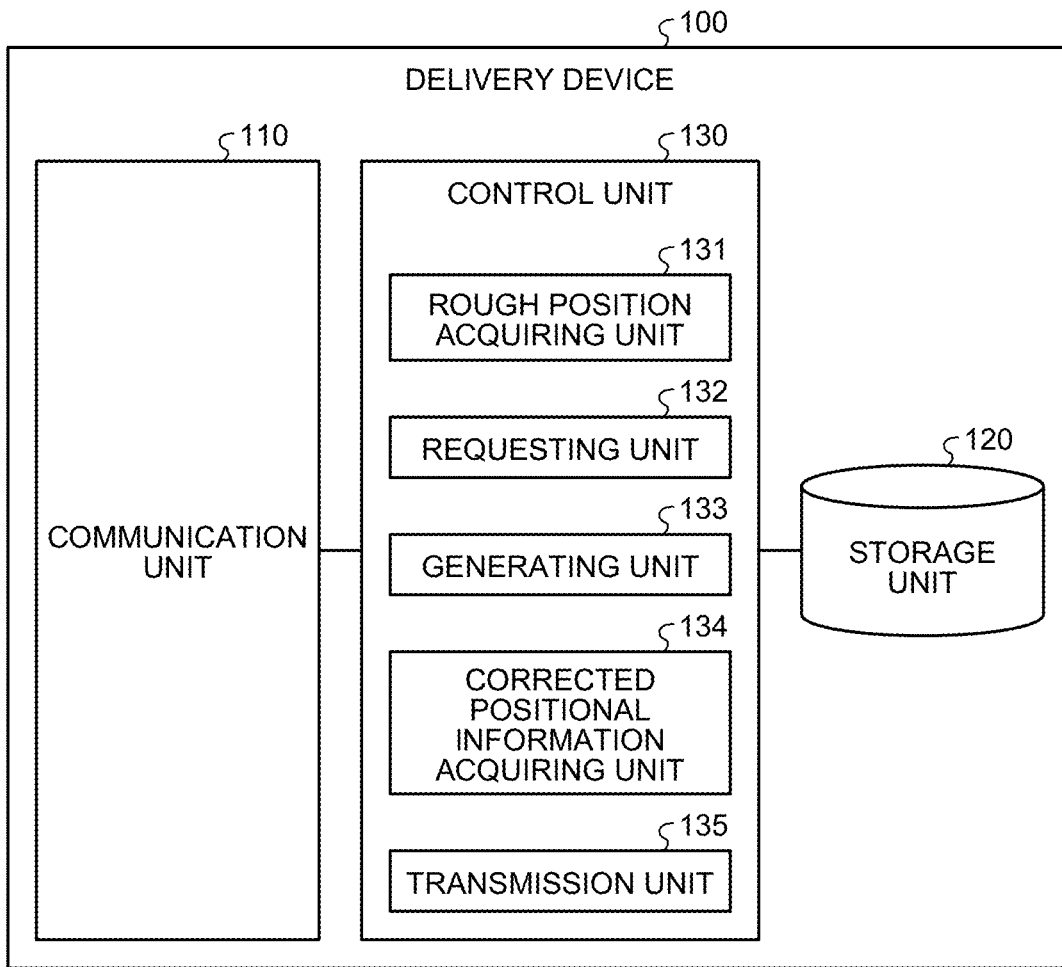 100
DELIVERY DEVICE
110
COMMUNICATION
UNIT
130
CONTROL UNIT
131
ROUGH POSITION
ACQUIRING UNIT
132
REQUESTING UNIT
133
GENERATING UNIT
134
CORRECTED
POSITIONAL
INFORMATION
ACQUIRING UNIT
135
TRANSMISSION UNIT
120
STORAGE
UNIT